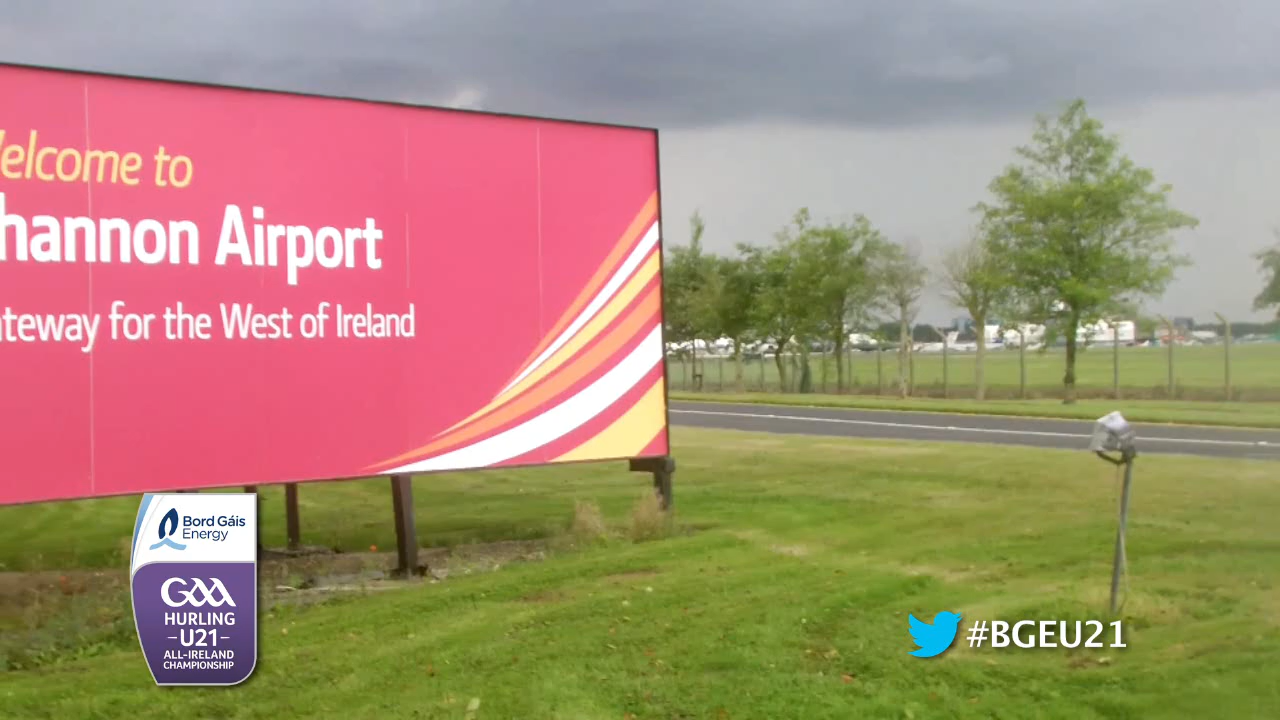 elcome to
hannon Airport
ateway for the West of Ireland
Bord Gáis
Energy
GAA
HURLING
U21
ALL-IRELAND
CHAMPIONSHIP
#BGEU21